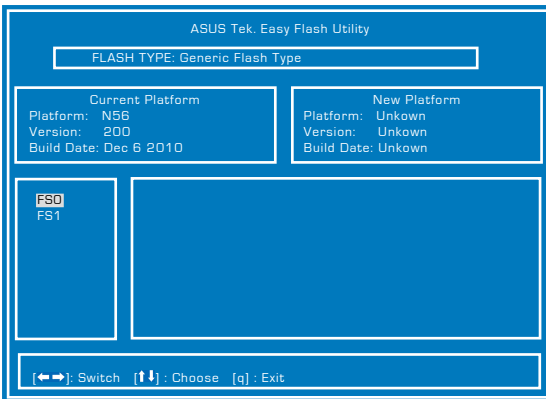 ASUS Tek. Easy Flash Utility
FLASH TYPE: Generic Flash Type
Current Platform
Platform: N56
Version: 200
Build Date: Dec 6 2010
New Platform
Platform: Unkown
Version: Unkown
Build Date: Unkown
FS0
FS1
[←→]: Switch [↑↓] : Choose [q] : Exit